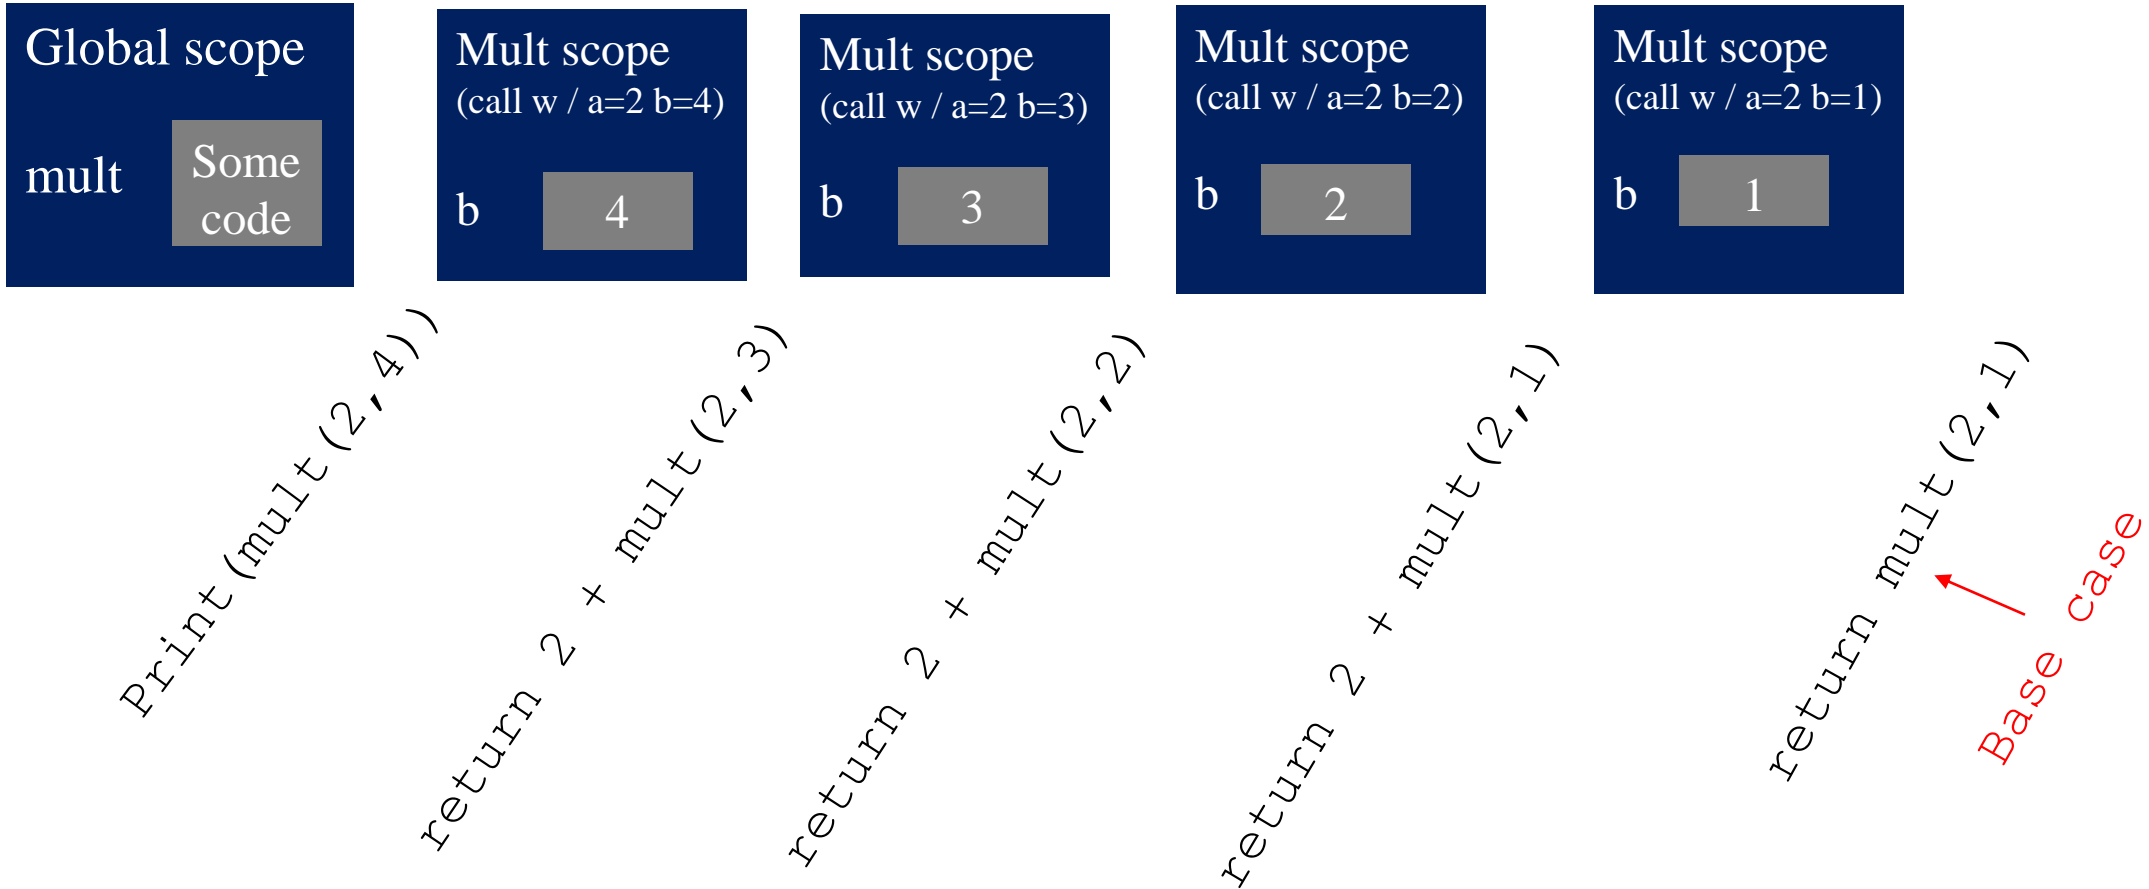 Global scope
mult
Some
code
Mult scope
(call w / a=2 b=4)
b
4
Mult scope
(call w / a=2 b=3)
b
3
Mult scope
(call w / a=2 b=2)
b
2
Mult scope
(call w / a=2 b=1)
b
1
Print(mult(2,4))
return 2 + mult(2,3)
return 2 + mult(2,2)
return 2 + mult(2,1)
return mult(2,1)
Base case